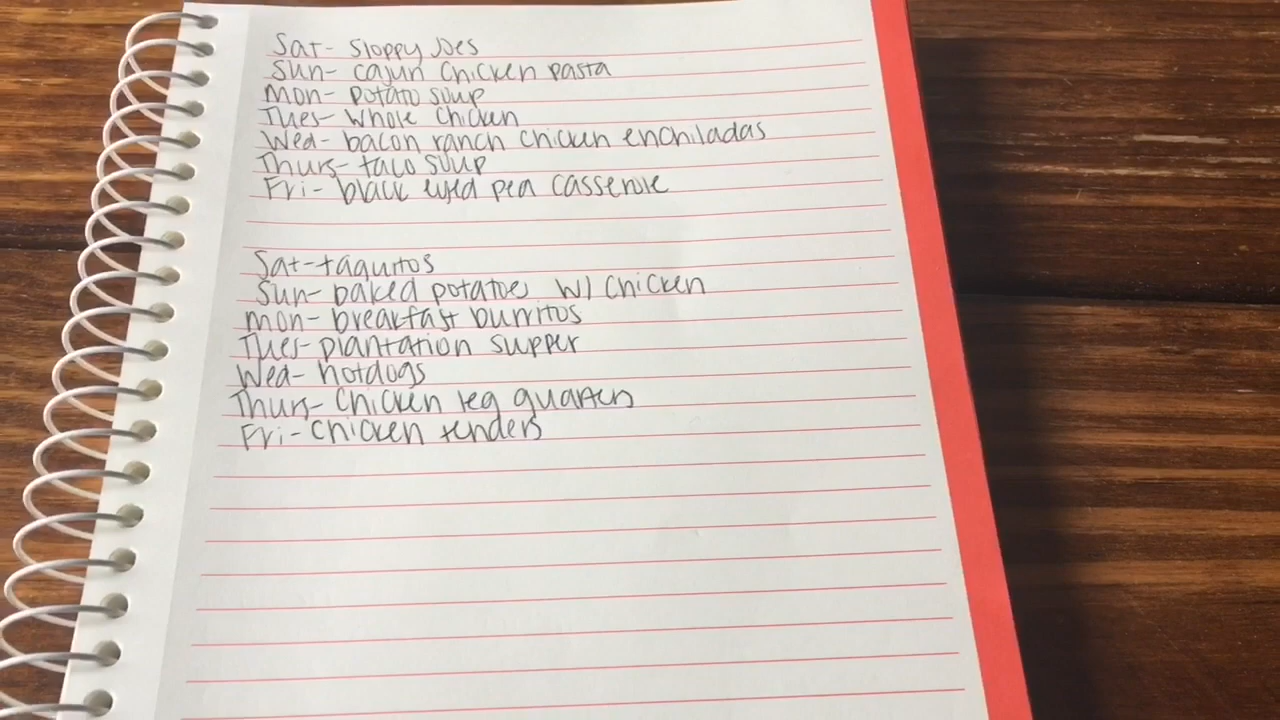 Sat- Sloppy Joes
Sun- cajun chicken pasta
Mon- potato soup
Tues- whole chicken
Wed- bacon ranch chicken enchiladas
Thurs- taco soup
Fri- black eyed pea casserole
Sat-taquitos
Sun- baked potatoes w/ chicken
Mon- breakfast burritos
Tues- plantation supper
Wed- hotdogs
Thurs- chicken leg quarters
Fri- chicken tenders